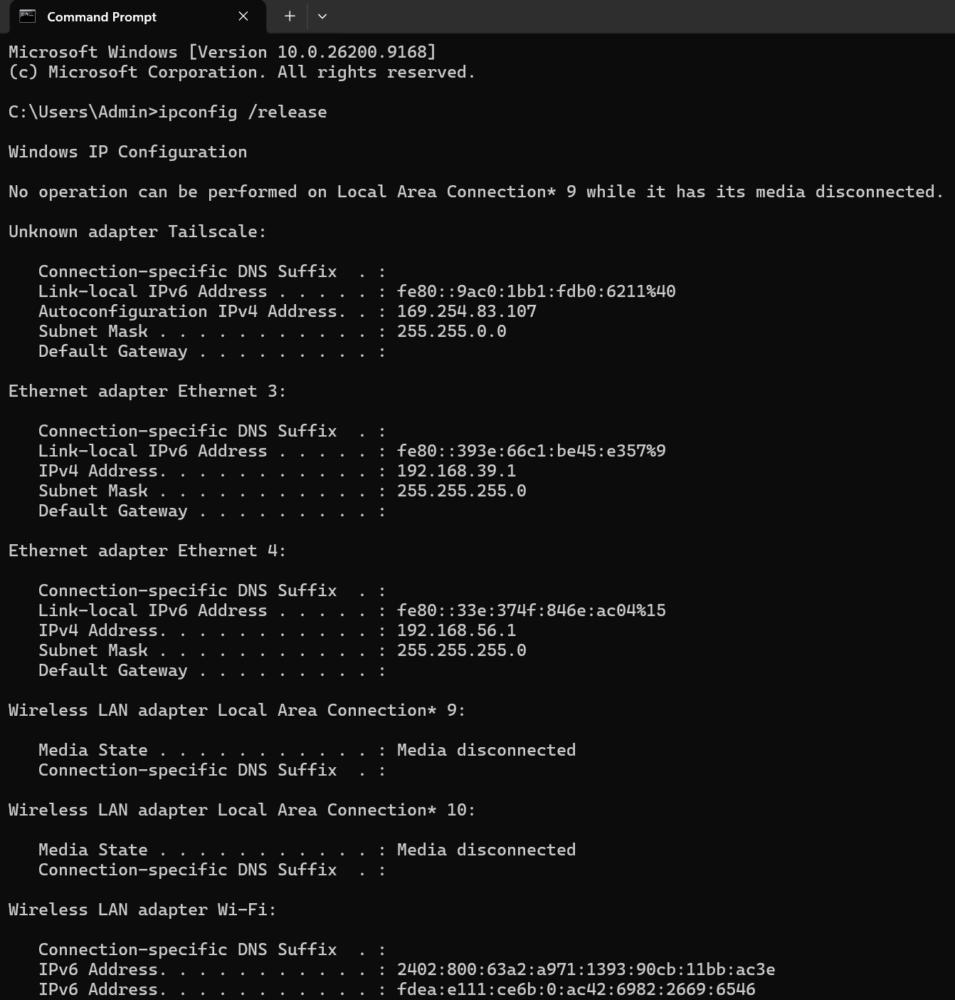 Command Prompt
Microsoft Windows [Version 10.0.26200.9168]
(c) Microsoft Corporation. All rights reserved.
C:\Users\Admin>ipconfig /release
Windows IP Configuration
No operation can be performed on Local Area Connection* 9 while it has its media disconnected.
Unknown adapter Tailscale:
   Connection-specific DNS Suffix  . :
   Link-local IPv6 Address . . . . . : fe80::9ac0:1bb1:fdb0:6211%40
   Autoconfiguration IPv4 Address. . : 169.254.83.107
   Subnet Mask . . . . . . . . . . . : 255.255.0.0
   Default Gateway . . . . . . . . . :
Ethernet adapter Ethernet 3:
   Connection-specific DNS Suffix  . :
   Link-local IPv6 Address . . . . . : fe80::393e:66c1:be45:e357%9
   IPv4 Address. . . . . . . . . . . : 192.168.39.1
   Subnet Mask . . . . . . . . . . . : 255.255.255.0
   Default Gateway . . . . . . . . . :
Ethernet adapter Ethernet 4:
   Connection-specific DNS Suffix  . :
   Link-local IPv6 Address . . . . . : fe80::33e:374f:846e:ac04%15
   IPv4 Address. . . . . . . . . . . : 192.168.56.1
   Subnet Mask . . . . . . . . . . . : 255.255.255.0
   Default Gateway . . . . . . . . . :
Wireless LAN adapter Local Area Connection* 9:
   Media State . . . . . . . . . . . : Media disconnected
   Connection-specific DNS Suffix  . :
Wireless LAN adapter Local Area Connection* 10:
   Media State . . . . . . . . . . . : Media disconnected
   Connection-specific DNS Suffix  . :
Wireless LAN adapter Wi-Fi:
   Connection-specific DNS Suffix  . :
   IPv6 Address. . . . . . . . . . . : 2402:800:63a2:a971:1393:90cb:11bb:ac3e
   IPv6 Address. . . . . . . . . . . : fdea:e111:ce6b:0:ac42:6982:2669:6546